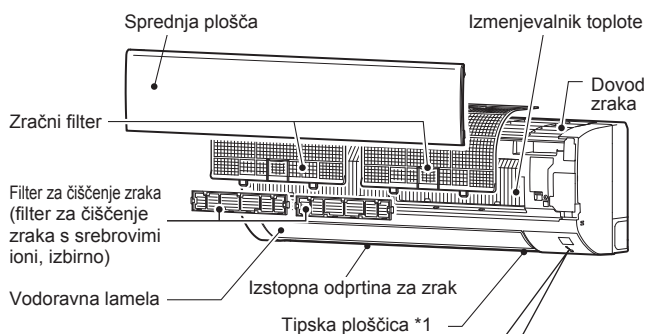 Sprednja plošča
Izmenjevalnik toplote
Dovod
zraka
Zračni filter
Filter za čiščenje zraka
(filter za čiščenje
zraka s srebrovimi
ioni, izbirno)
Izstopna odprtina za zrak
Vodoravna lamela
Tipska ploščica *1